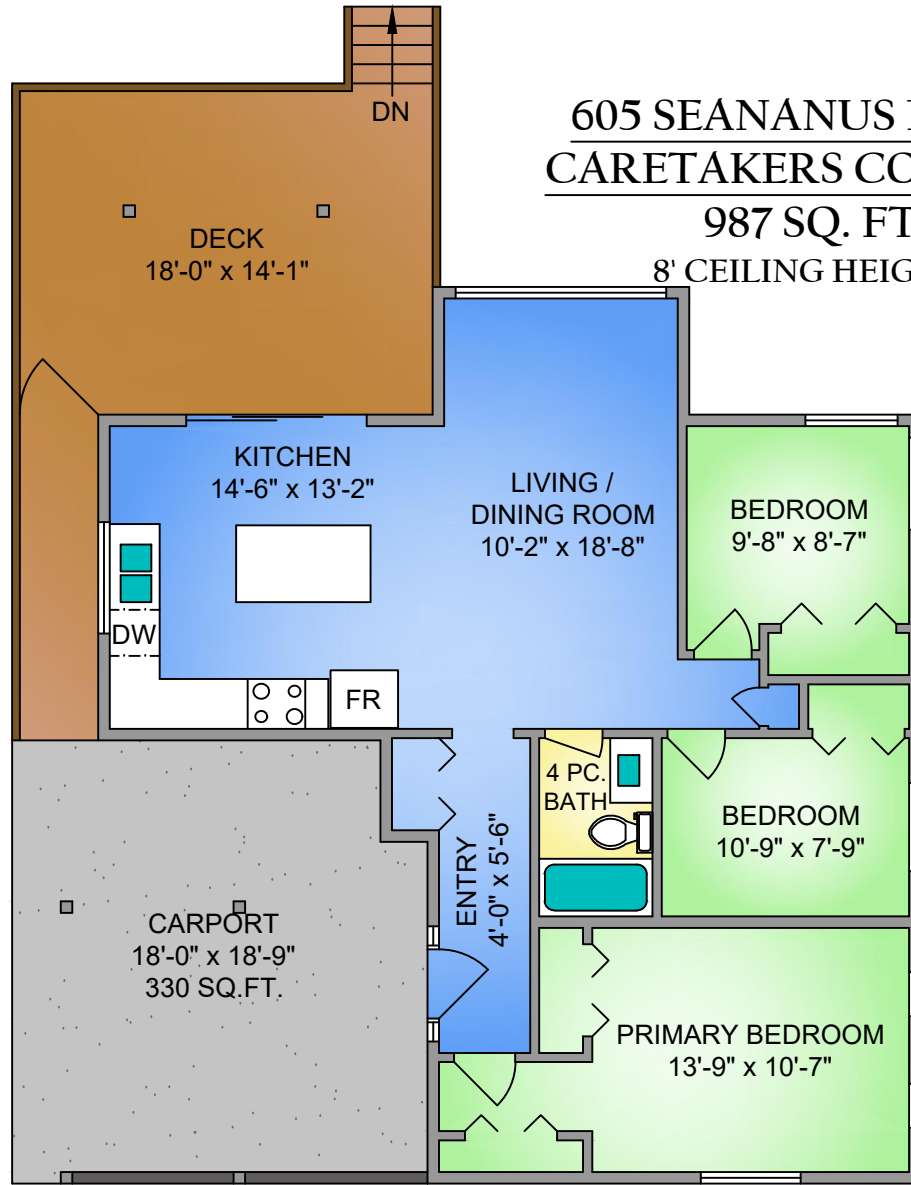 605 SEANANUS
CARETAKERS
987 SQ. FT
8' CEILING
DN
DECK
18'-0" x 14'-1"
KITCHEN
14'-6" x 13'-2"
LIVING /
DINING ROOM
10'-2" x 18'-8"
BEDROOM
9'-8" x 8'-7"
DW
FR
4 PC.
BATH
BEDROOM
10'-9" x 7'-9"
ENTRY
4'-0" x 5'-6"
CARPORT
18'-0" x 18'-9"
330 SQ.FT.
PRIMARY BEDROOM
13'-9" x 10'-7"